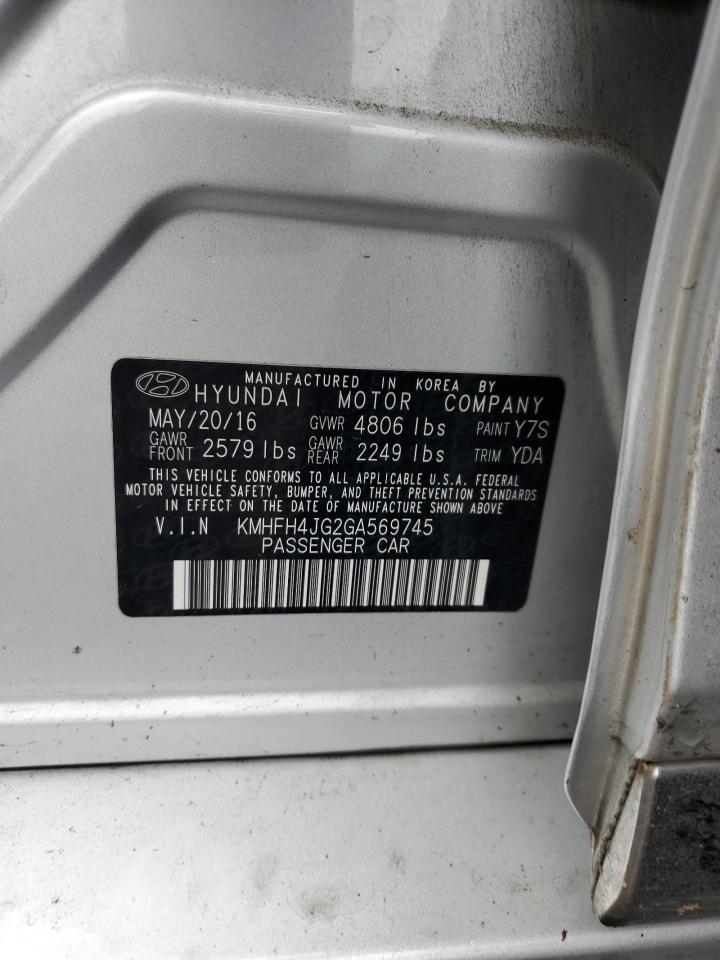 MANUFACTURED IN KOREA BY
HYUNDAI MOTOR COMPANY
MAY/20/16 GVWR 4806 lbs PAINT Y7S
GAWR FRONT 2579 lbs GAWR REAR 2249 lbs TRIM YDA
THIS VEHICLE CONFORMS TO ALL APPLICABLE U.S.A. FEDERAL
MOTOR VEHICLE SAFETY, BUMPER, AND THEFT PREVENTION STANDARDS
IN EFFECT ON THE DATE OF MANUFACTURE SHOWN ABOVE
V.I.N KMHFH4JG2GA569745
PASSENGER CAR